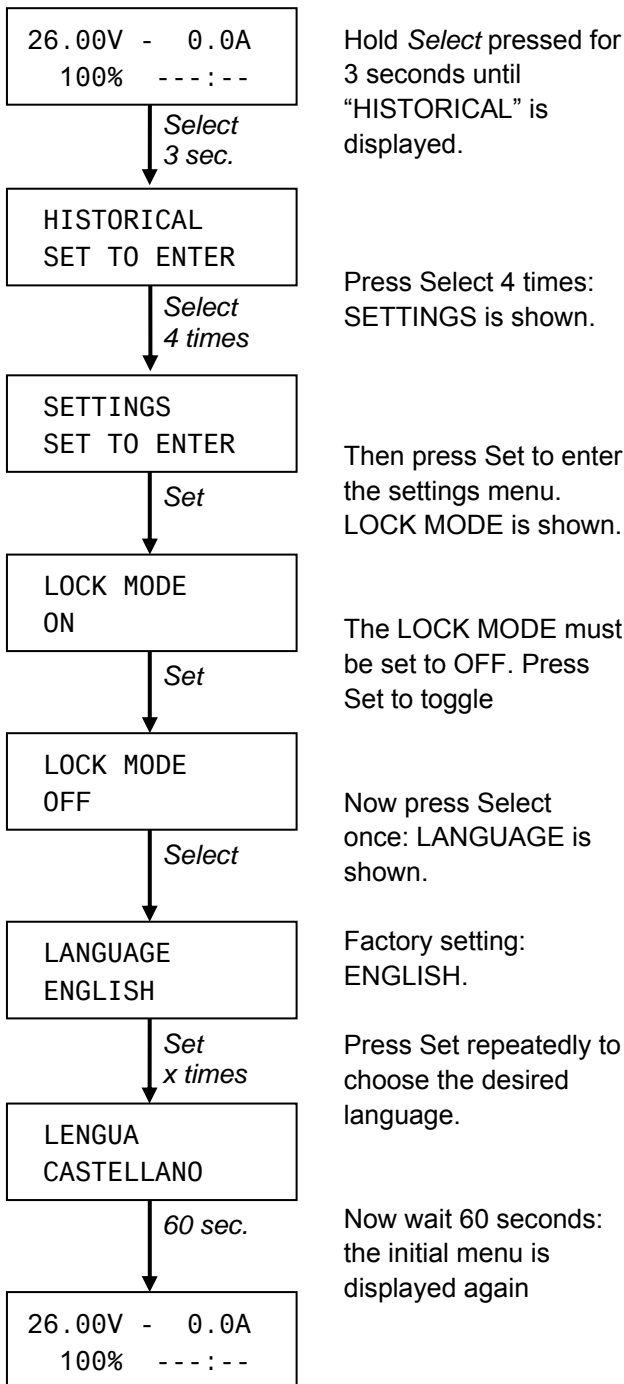 26.00V - 0.0A
100% ---:--
Hold Select pressed for
3 seconds until
“HISTORICAL” is
displayed.
Select
3 sec.
HISTORICAL
SET TO ENTER
Press Select 4 times:
SETTINGS is shown.
Select
4 times
SETTINGS
SET TO ENTER
Then press Set to enter
the settings menu.
LOCK MODE is shown.
Set
LOCK MODE
ON
The LOCK MODE must
be set to OFF. Press
Set to toggle
Set
LOCK MODE
OFF
Now press Select
once: LANGUAGE is
shown.
Select
LANGUAGE
ENGLISH
Factory setting:
ENGLISH.
Set
x times
Press Set repeatedly to
choose the desired
language.
LENGUA
CASTELLANO
60 sec.
Now wait 60 seconds:
the initial menu is
displayed again
26.00V - 0.0A
100% ---:--